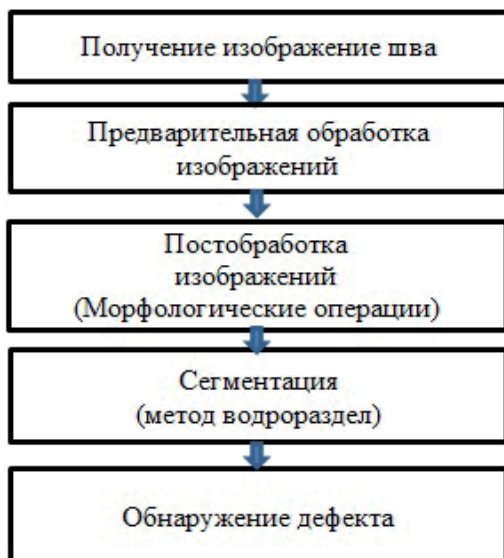 Получение изображение шва
Предварительная обработка
изображений
Постобработка
изображений
(Морфологические операции)
Сегментация
(метод водрораздел)
Обнаружение дефекта